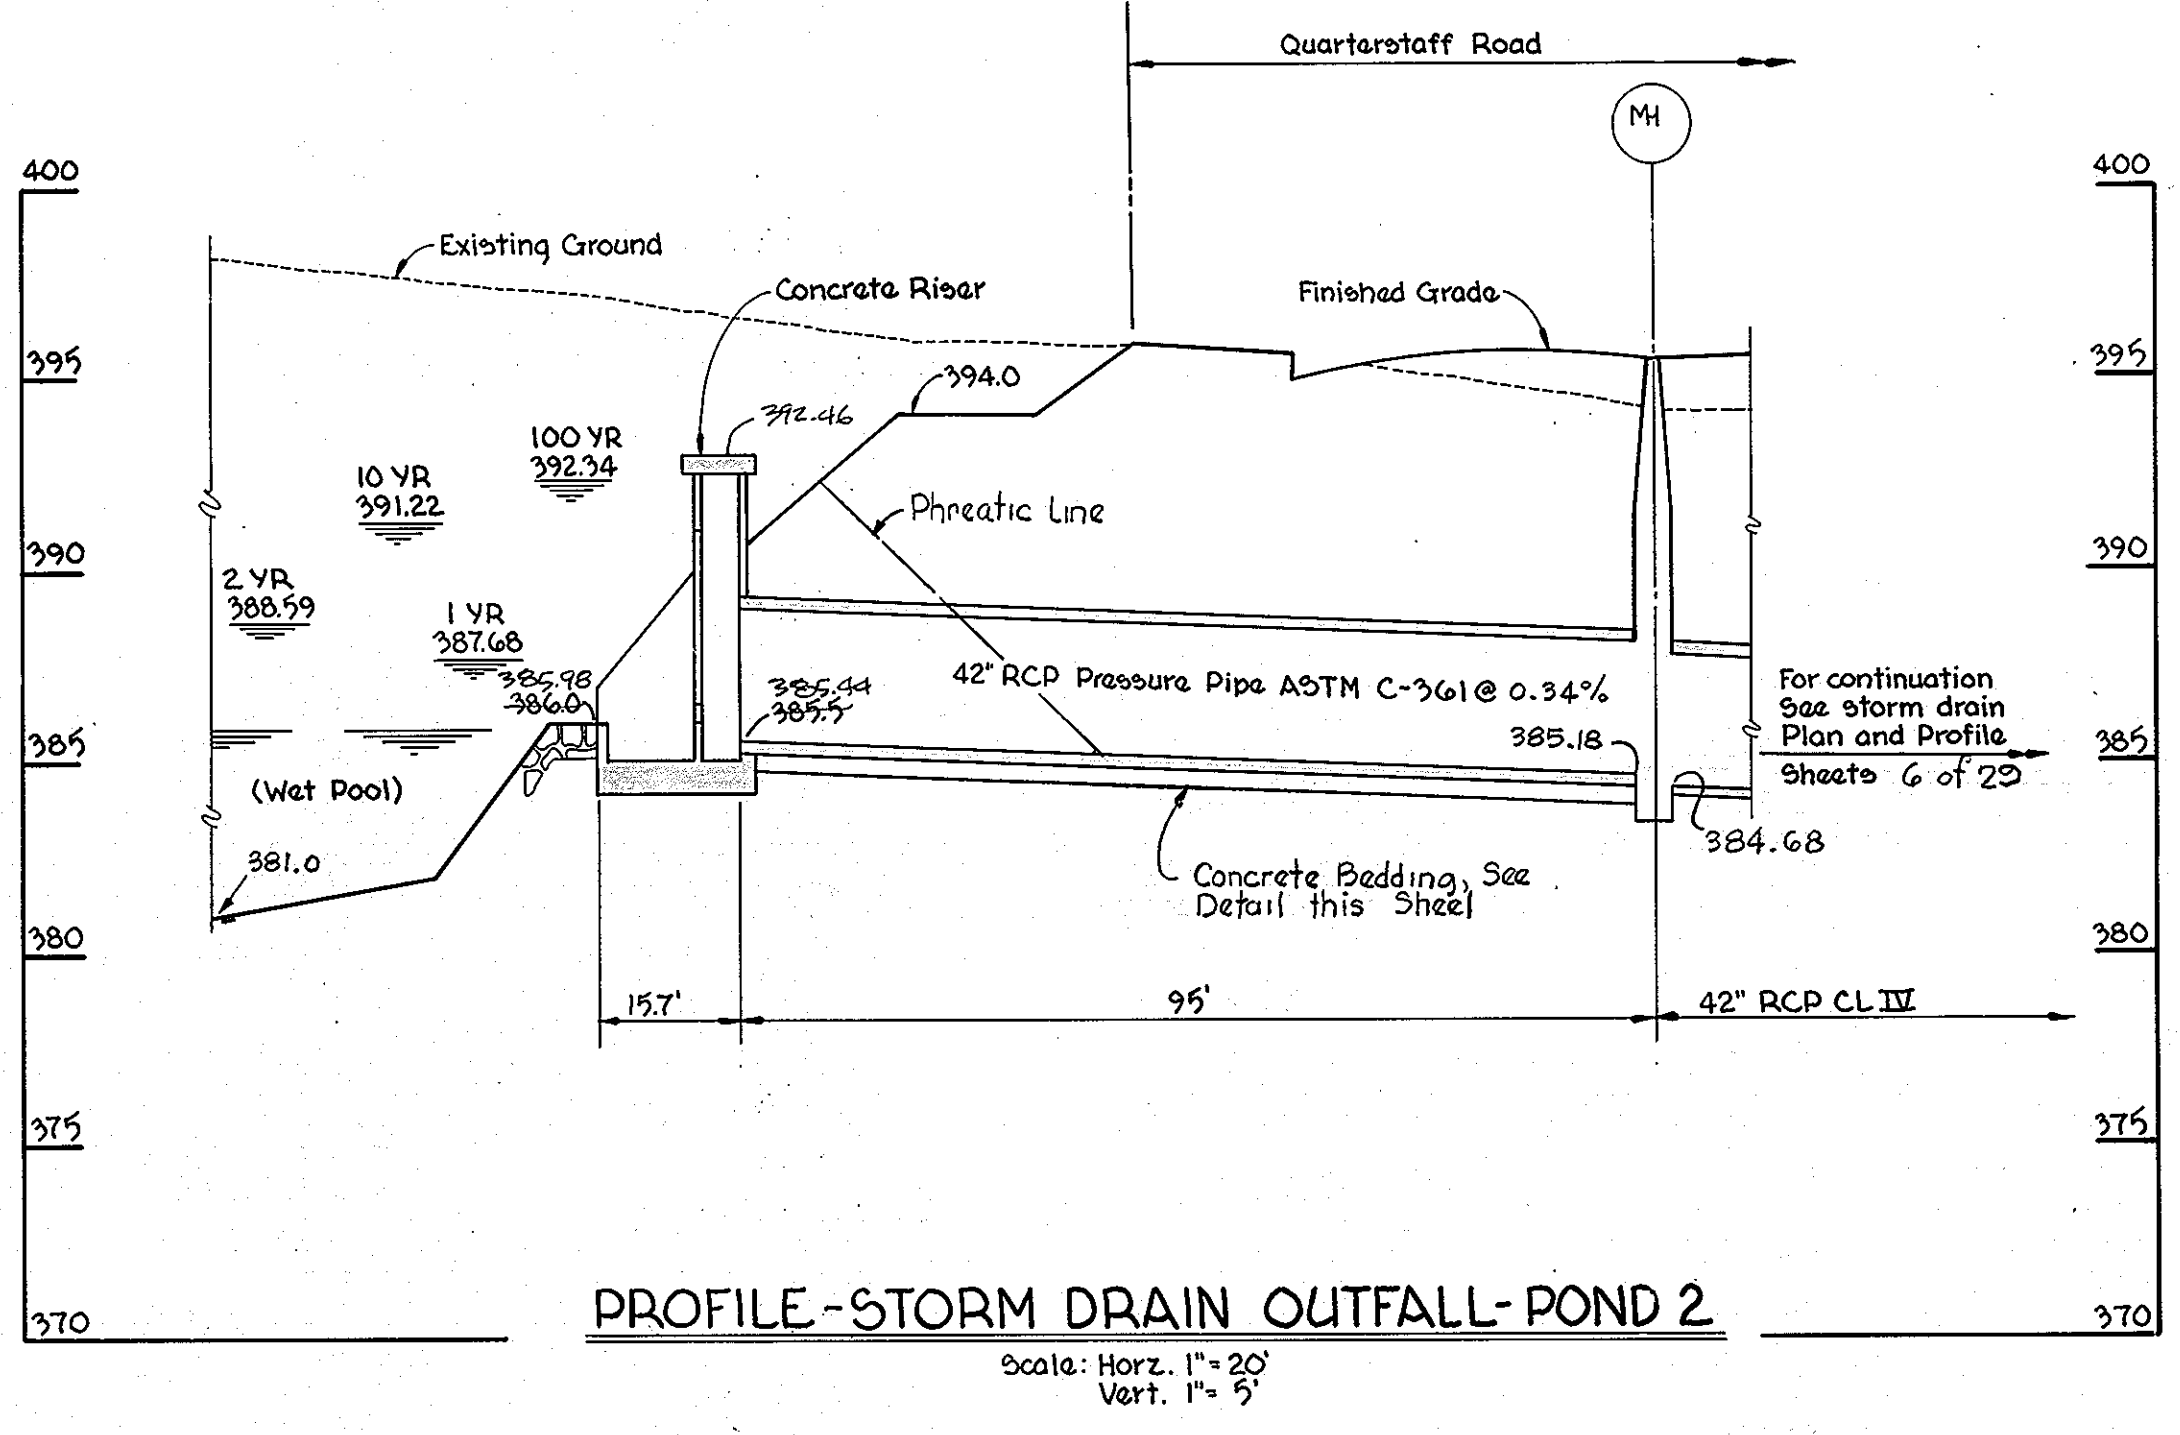 Quarterstaff Road
MH
400
400
Existing Ground
Concrete Riser
Finished Grade
395
395
394.0
392.46
100 YR
392.34
10 YR
391.22
Phreatic Line
390
390
2 YR
388.59
1 YR
387.68
385.98
386.0
385.44
385.5
42" RCP Pressure Pipe ASTM C-361 @ 0.34%
385.18
For continuation
See storm drain
Plan and Profile
Sheets 6 of 29
385
385
(Wet Pool)
384.68
381.0
Concrete Bedding, See
Detail this Sheet
380
380
15.7'
95'
42" RCP CL IV
375
375
370
370
PROFILE-STORM DRAIN OUTFALL-POND 2
Scale: Horz. 1"= 20'
Vert. 1"= 5'